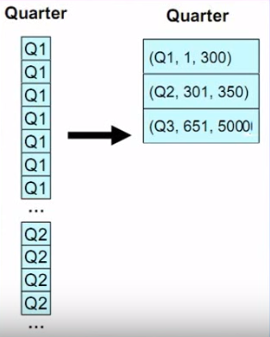 Quarter
Q1
Q1
Q1
Q1
Q1
Q1
Q1
...
Q2
Q2
Q2
Q2
...
Quarter
(Q1, 1, 300)
(Q2, 301, 350)
(Q3, 651, 5000)